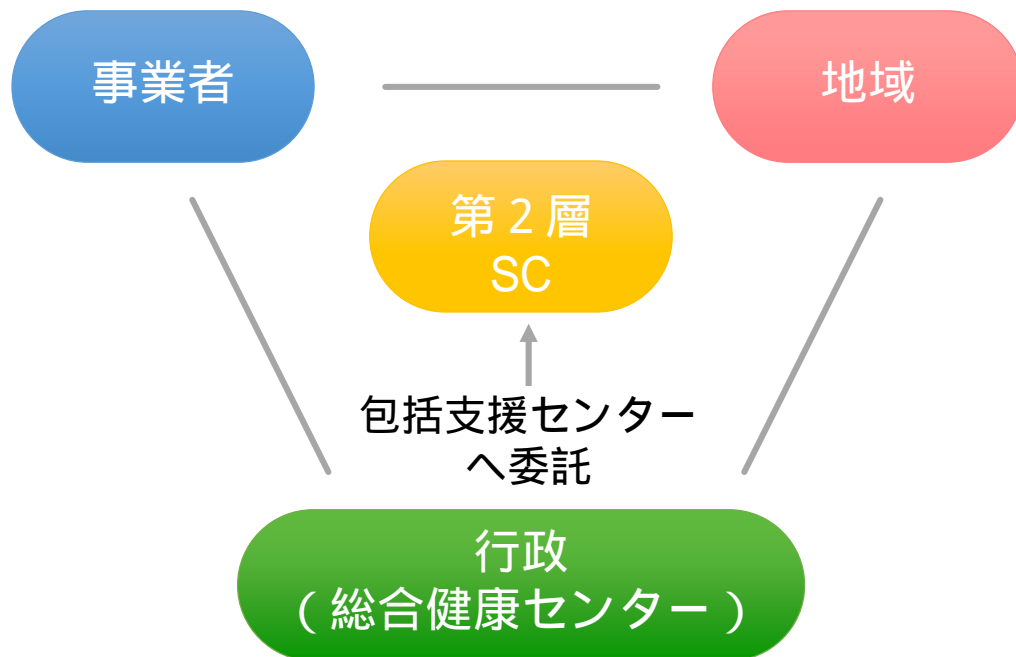 事業者
地域
第2層
SC
包括支援センター
へ委託
行政
(総合健康センター)